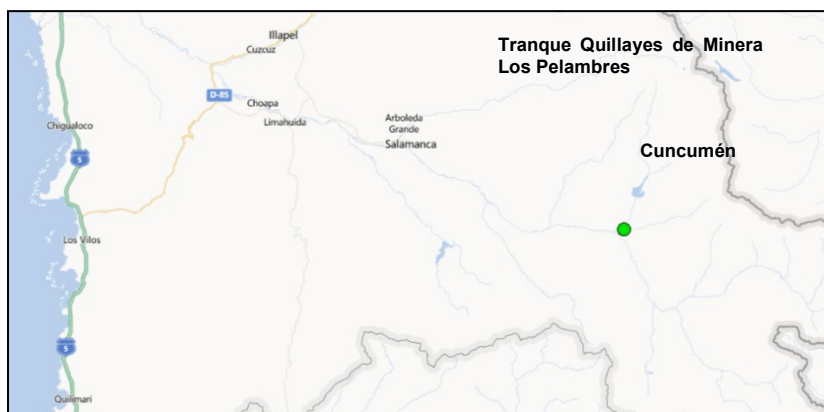 Illapel
Cuzcuz
Tranque Quillayes de Minera
Los Pelambres
D-85
Choapa
Limahuida
Chigualoco
Arboleda
Grande
Salamanca
5
Cuncumén
Los Vilos
5
Quilimari